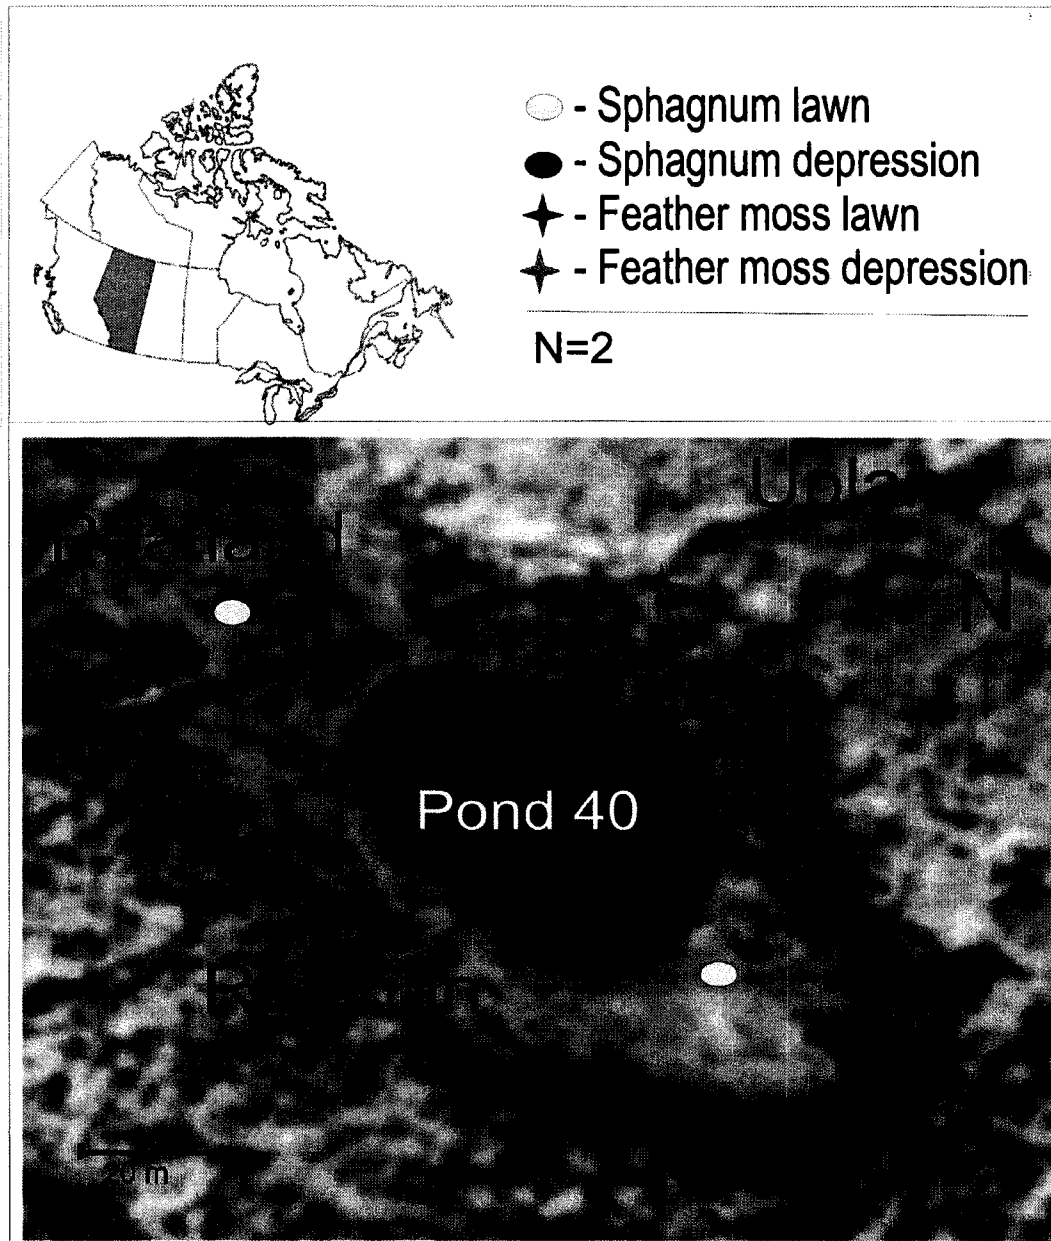 - Sphagnum lawn
- Sphagnum depression
- Feather moss lawn
- Feather moss depression
N=2
N
Pond 40
20 m